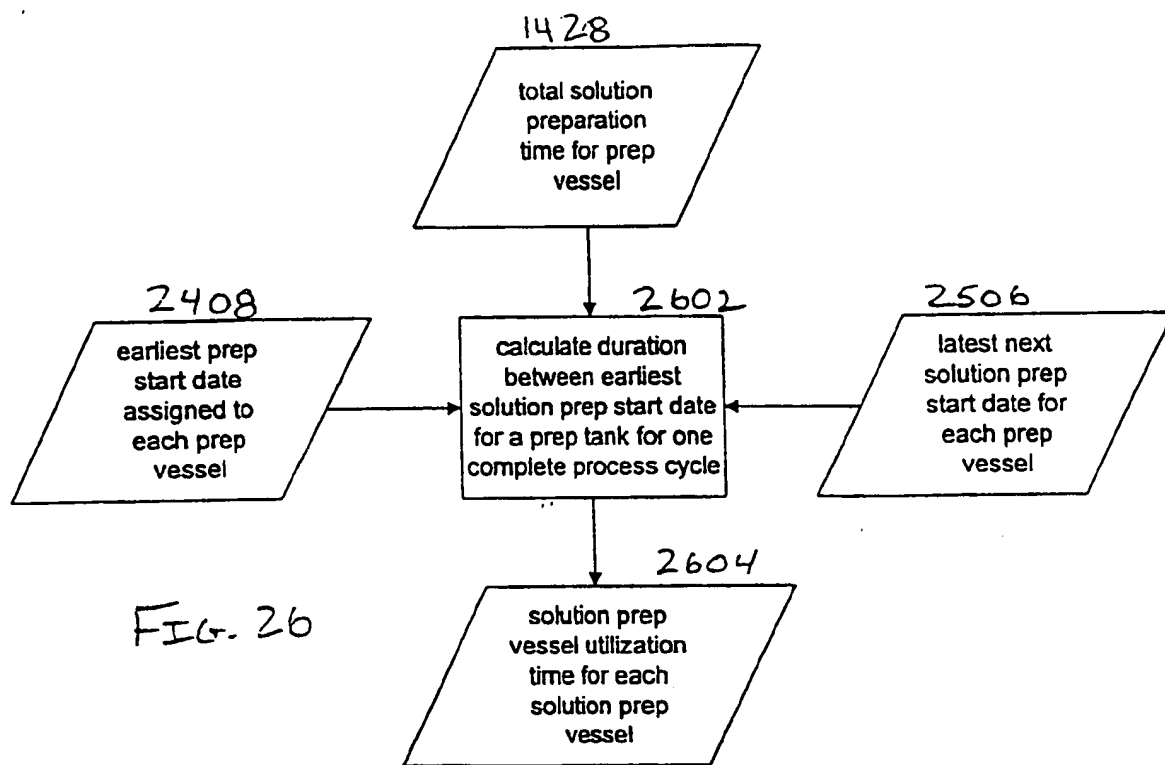 1428
total solution
preparation
time for prep
vessel
2408
earliest prep
start date
assigned to
each prep
vessel
2602
calculate duration
between earliest
solution prep start date
for a prep tank for one
complete process cycle
2506
latest next
solution prep
start date for
each prep
vessel
2604
solution prep
vessel utilization
time for each
solution prep
vessel
FIG. 26